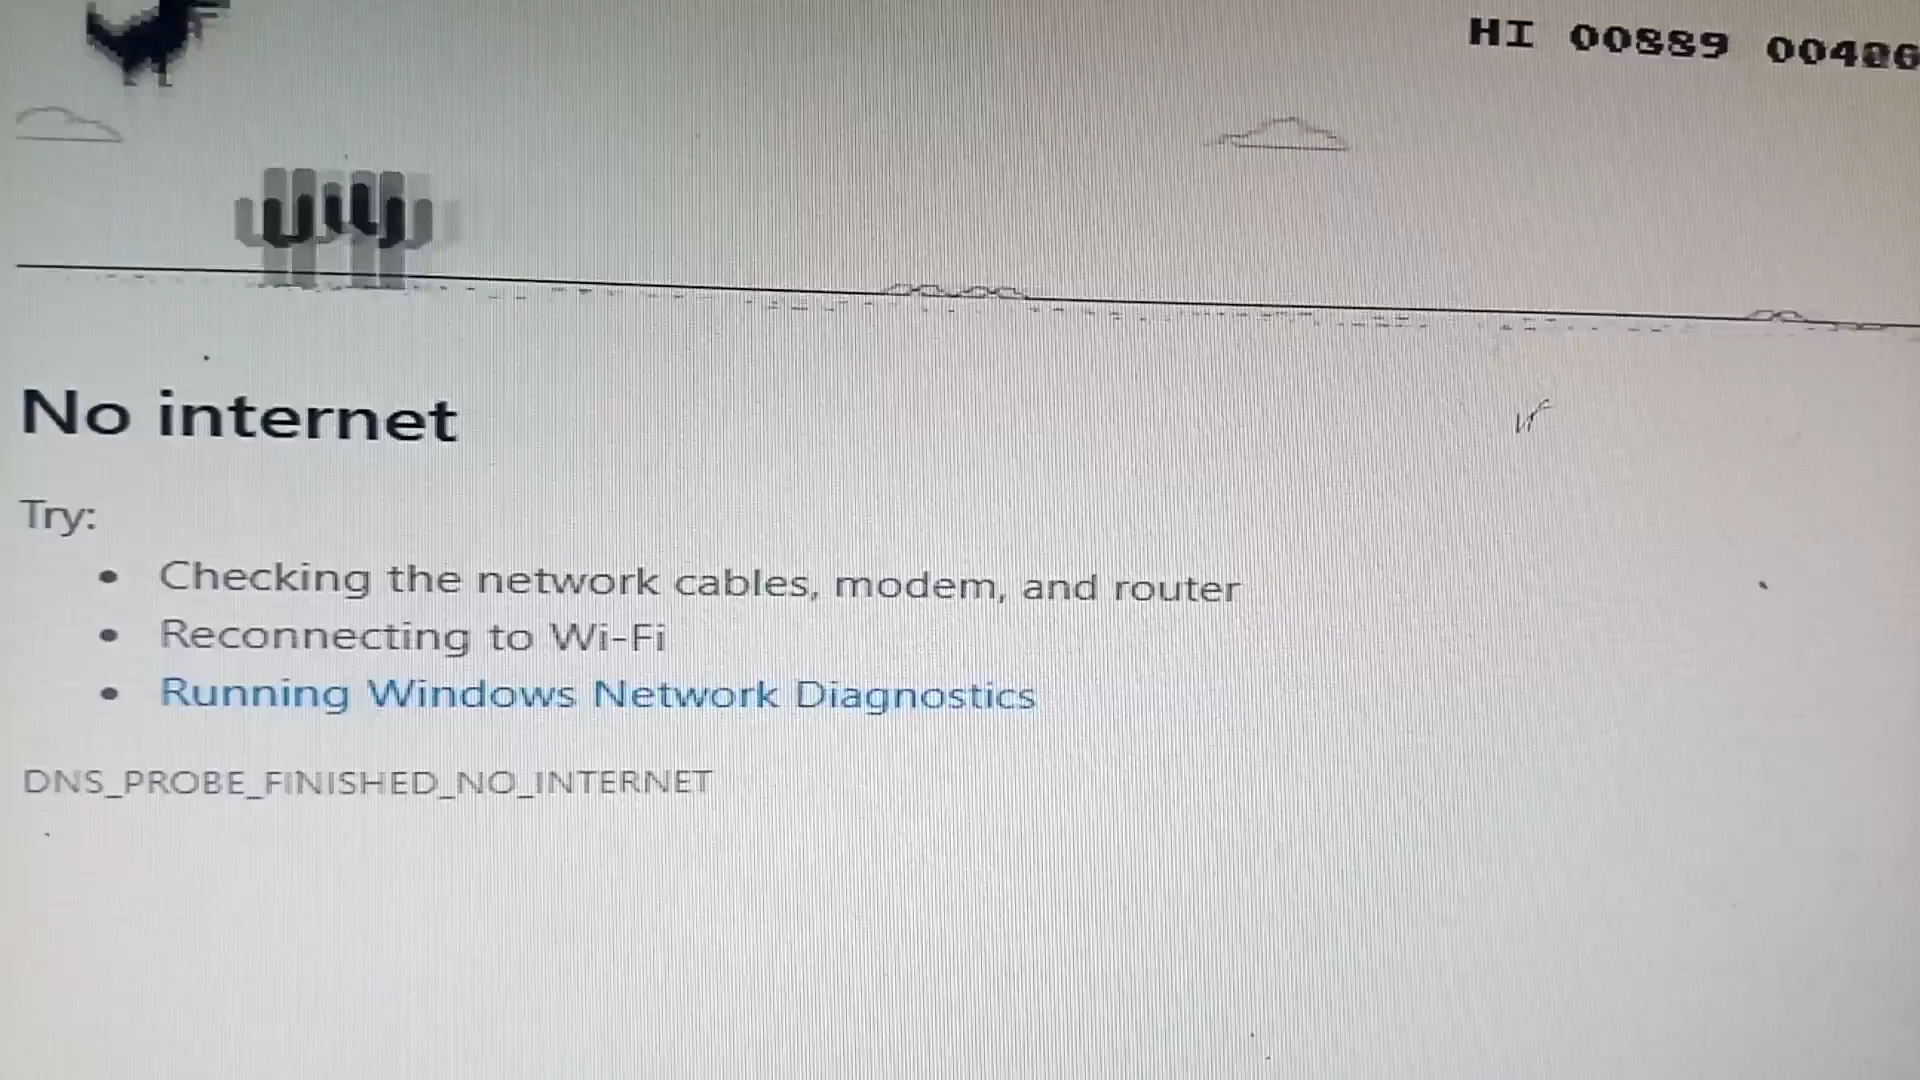 HI 00889
No internet
Try:
• Checking the network cables, modem, and router
• Reconnecting to Wi-Fi
• Running Windows Network Diagnostics
DNS_PROBE_FINISHED_NO_INTERNET